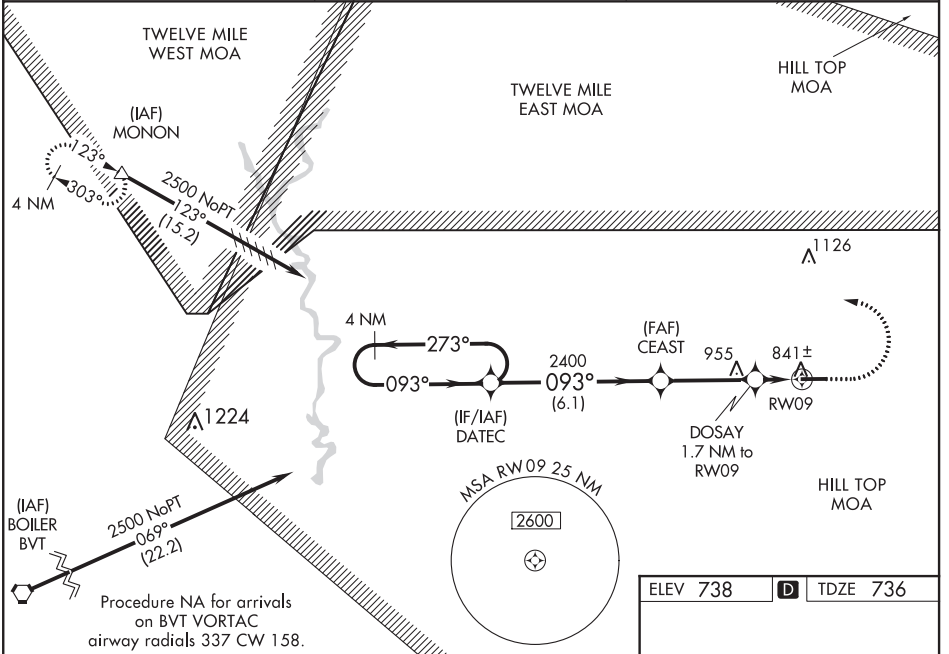 TWELVE MILE
WEST MOA
HILL TOP
MOA
TWELVE MILE
EAST MOA
(IAF)
MONON
123°
303°
4 NM
2500 NoPT
123°
(15.2)
1126
4 NM
273°
093°
(IF/IAF)
DATEC
2400
093°
(6.1)
(FAF)
CEAST
955
841±
RW09
DOSAY
1.7 NM to
RW09
1224
HILL TOP
MOA
(IAF)
BOILER
BVT
2500 NoPT
069°
(22.2)
MSA RW09 25 NM
2600
Procedure NA for arrivals
on BVT VORTAC
airway radials 337 CW 158.
ELEV 738 D TDZE 736